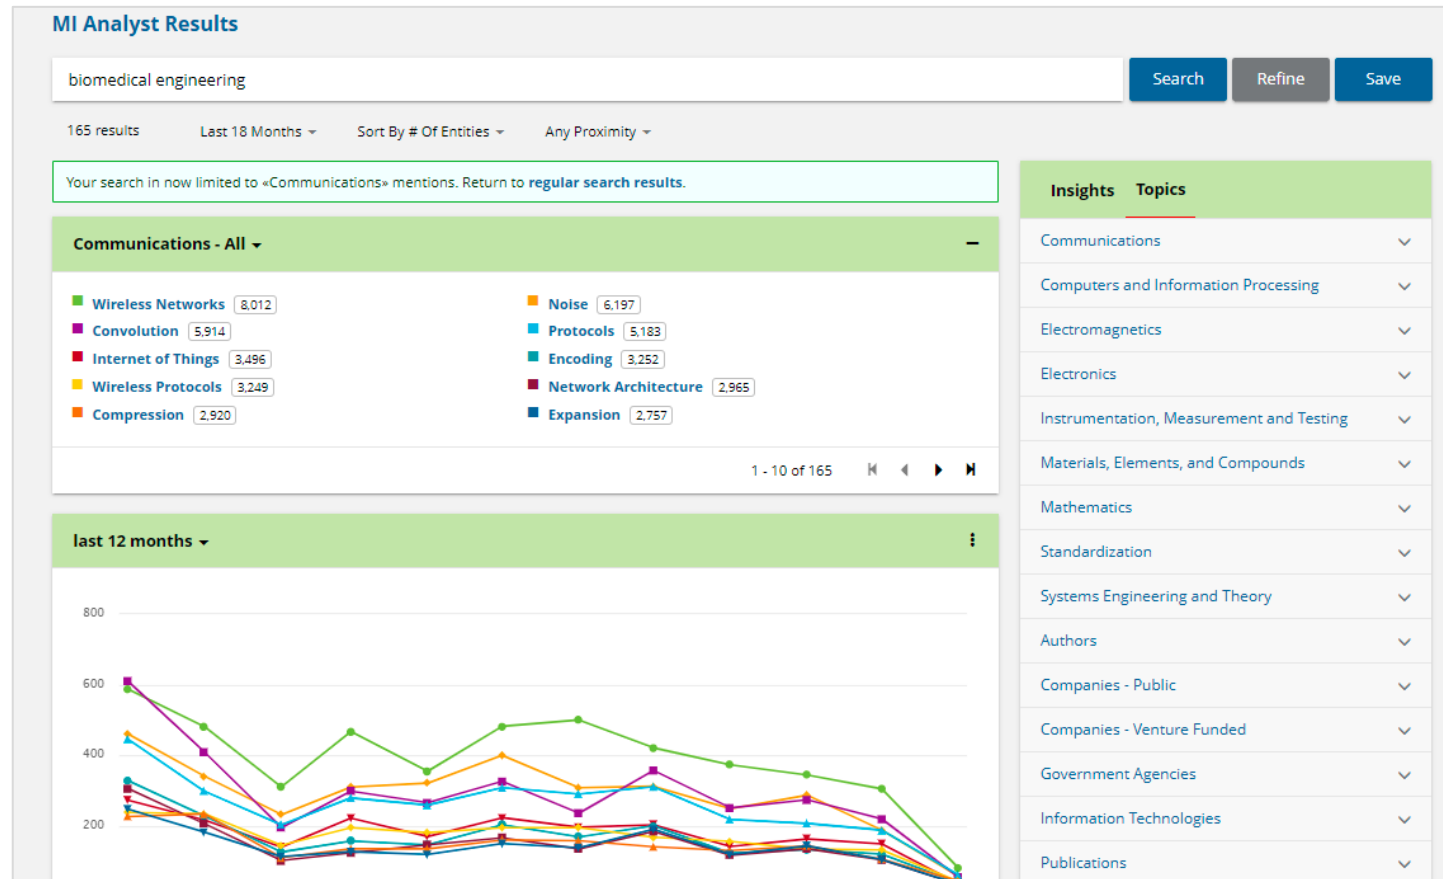 MI Analyst Results
biomedical engineering
Search
Refine
Save
165 results
Last 18 Months
Sort By # Of Entities
Any Proximity
Your search in now limited to «Communications» mentions. Return to regular search results.
Communications - All
Wireless Networks 8,012
Noise 6,197
Convolution 5,914
Protocols 5,183
Internet of Things 3,496
Encoding 3,252
Wireless Protocols 3,249
Network Architecture 2,965
Compression 2,920
Expansion 2,757
1 - 10 of 165
last 12 months
800
600
400
200
Insights Topics
Communications
Computers and Information Processing
Electromagnetics
Electronics
Instrumentation, Measurement and Testing
Materials, Elements, and Compounds
Mathematics
Standardization
Systems Engineering and Theory
Authors
Companies - Public
Companies - Venture Funded
Government Agencies
Information Technologies
Publications